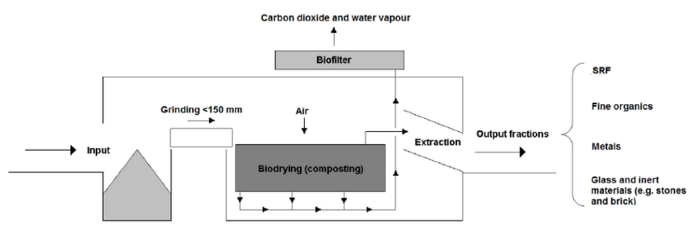 Carbon dioxide and water vapour
Biofilter
Grinding <150 mm
Air
Input
Biodrying (composting)
Extraction
Output fractions
SRF
Fine organics
Metals
Glass and inert
materials (e.g. stones
and brick)